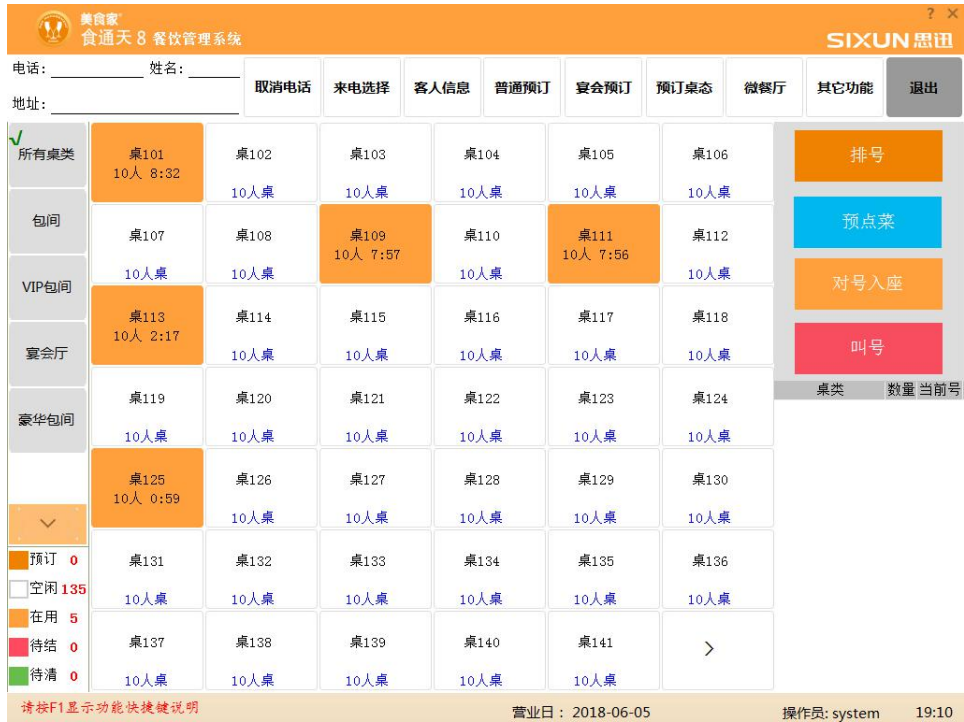 美食家
食通天 8 餐饮管理系统
? ×
SIXUN思迅
电话: 姓名:
地址:
取消电话 来电选择 客人信息 普通预订 宴会预订 预订桌态 微餐厅 其它功能 退出
所有桌类
包间
VIP包间
宴会厅
豪华包间
预订 0
空闲 135
在用 5
待结 0
待清 0
桌101 桌102 桌103 桌104 桌105 桌106
10人 8:32 10人桌 10人桌 10人桌 10人桌 10人桌
桌107 桌108 桌109 桌110 桌111 桌112
10人桌 10人桌 10人 7:57 10人桌 10人 7:56 10人桌
桌113 桌114 桌115 桌116 桌117 桌118
10人 2:17 10人桌 10人桌 10人桌 10人桌 10人桌
桌119 桌120 桌121 桌122 桌123 桌124
10人桌 10人桌 10人桌 10人桌 10人桌 10人桌
桌125 桌126 桌127 桌128 桌129 桌130
10人 0:59 10人桌 10人桌 10人桌 10人桌 10人桌
桌131 桌132 桌133 桌134 桌135 桌136
10人桌 10人桌 10人桌 10人桌 10人桌 10人桌
桌137 桌138 桌139 桌140 桌141 >
10人桌 10人桌 10人桌 10人桌 10人桌
排号
预点菜
对号入座
叫号
桌类 数量 当前号
请按F1显示功能快捷键说明 营业日： 2018-06-05 操作员: system 19:10